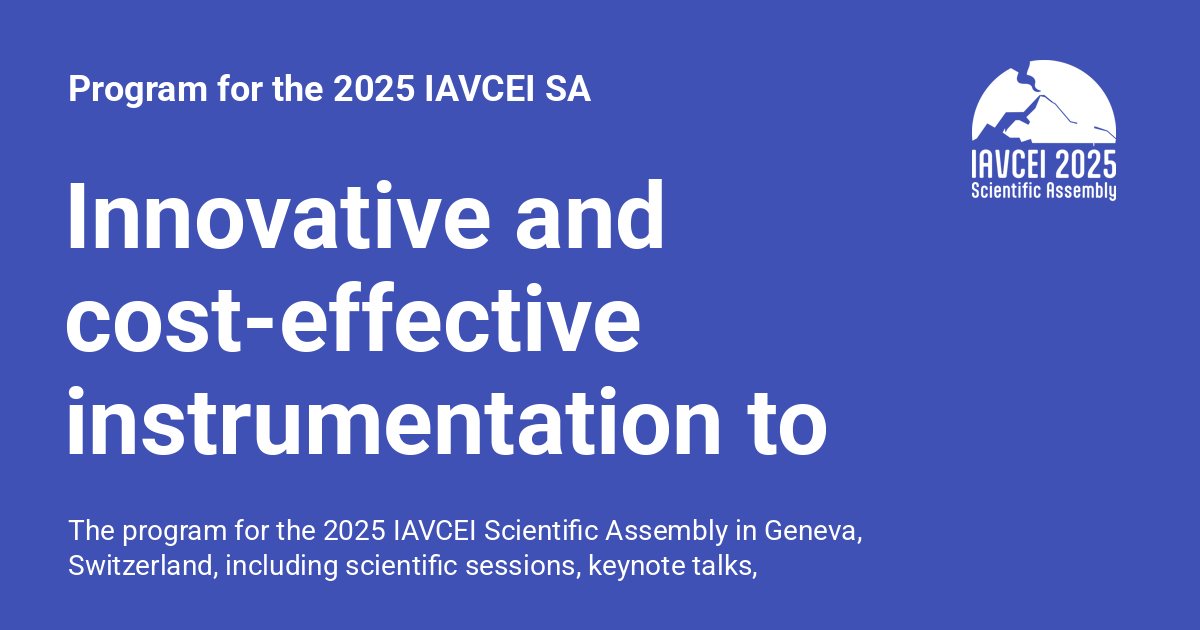 Program for the 2025 IAVCEI SA
IAVCEI 2025
Scientific Assembly
Innovative and
cost-effective
instrumentation to
The program for the 2025 IAVCEI Scientific Assembly in Geneva,
Switzerland, including scientific sessions, keynote talks,